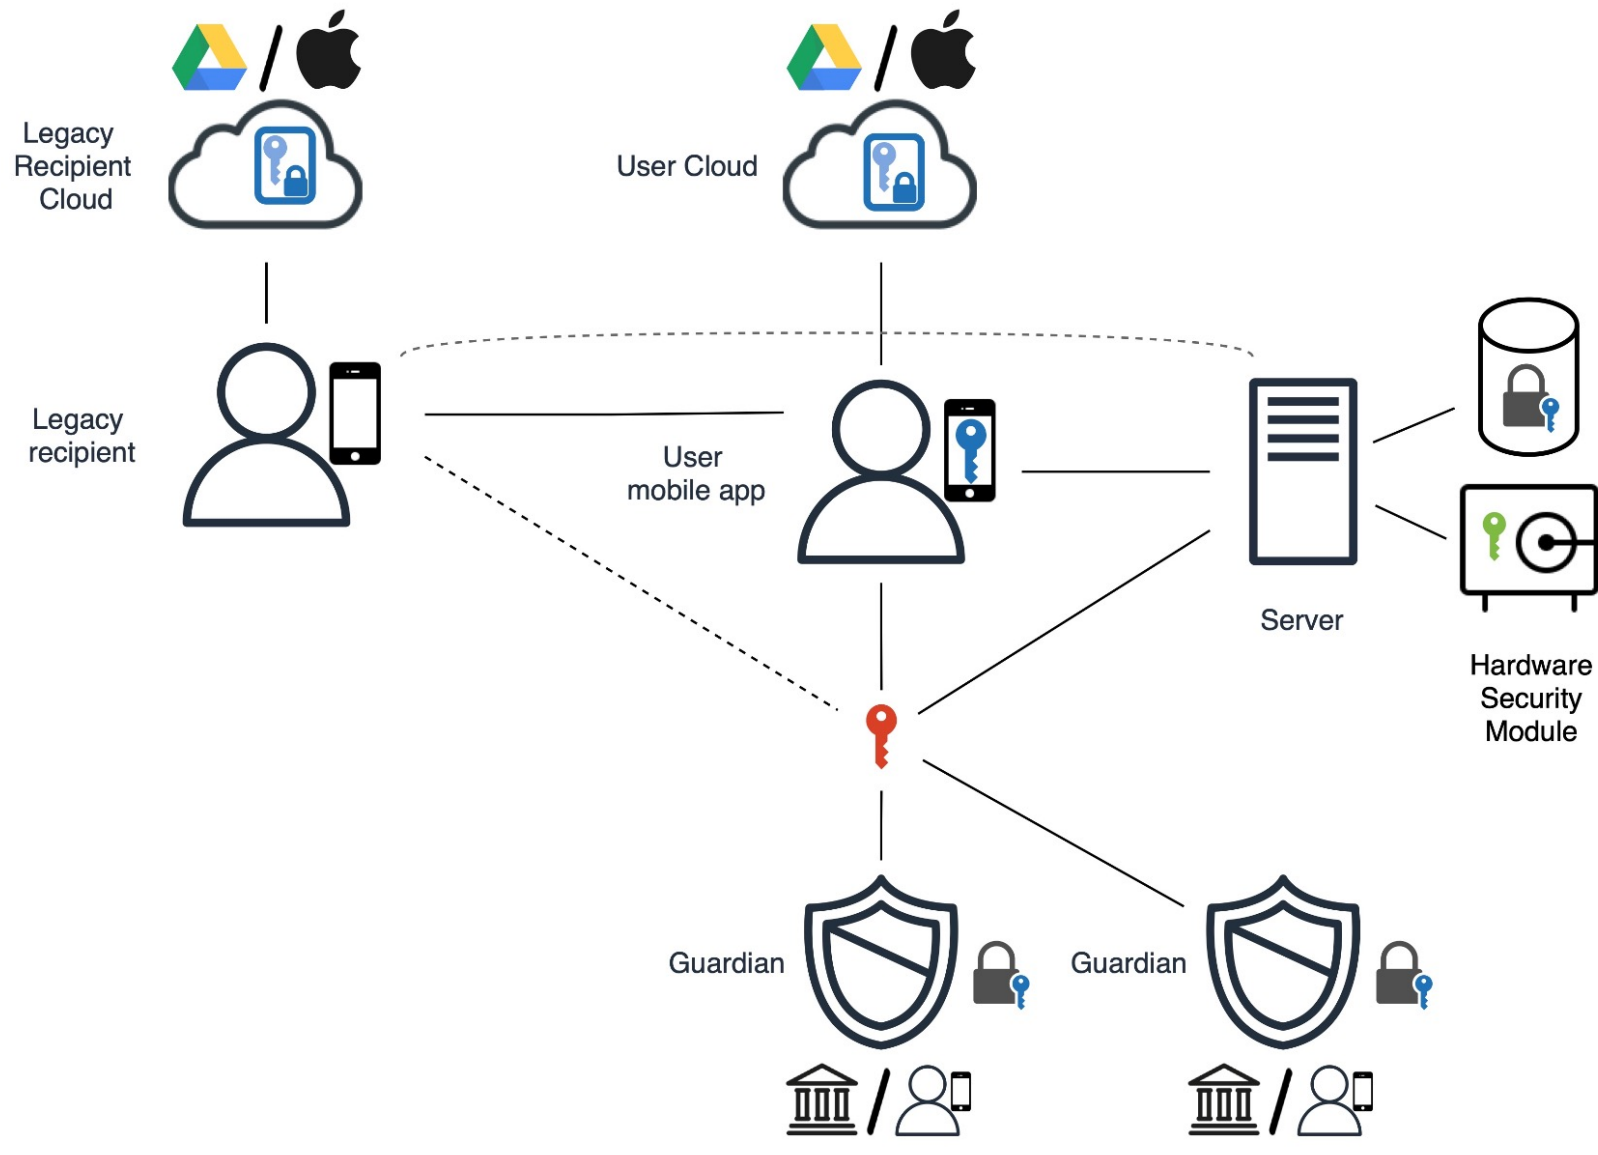 Legacy
Recipient
Cloud
User Cloud
Legacy
recipient
User
mobile app
Server
Hardware
Security
Module
Guardian
Guardian